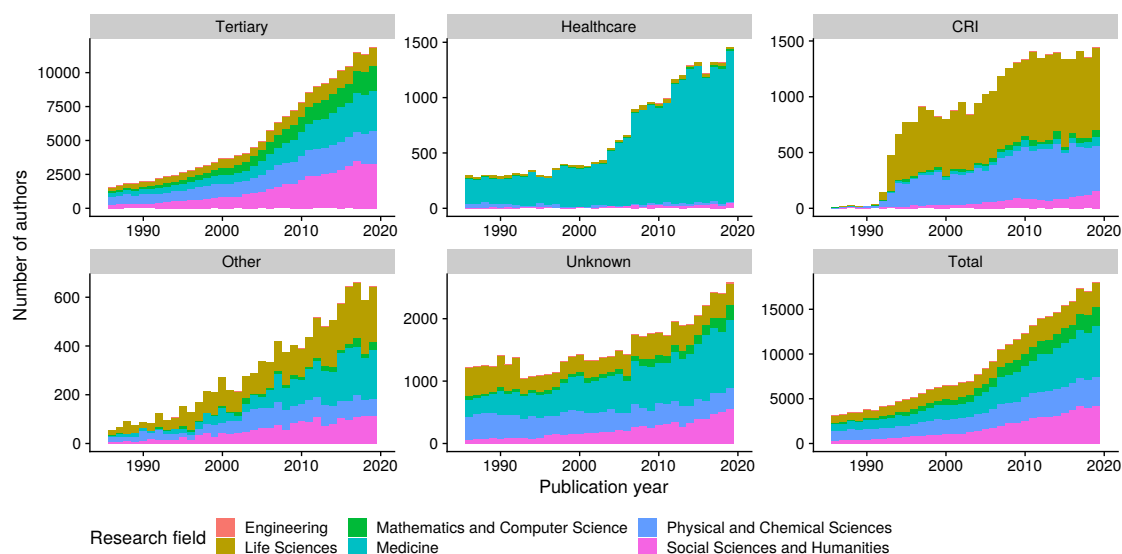 Tertiary
Healthcare
CRI
10000
7500
5000
2500
0
1500
1000
500
0
1500
1000
500
0
1990 2000 2010 2020
1990 2000 2010 2020
1990 2000 2010 2020
Number of authors
Other
Unknown
Total
600
400
200
0
2000
1000
0
15000
10000
5000
0
1990 2000 2010 2020
1990 2000 2010 2020
1990 2000 2010 2020
Publication year
Research field
Engineering
Mathematics and Computer Science
Physical and Chemical Sciences
Life Sciences
Medicine
Social Sciences and Humanities